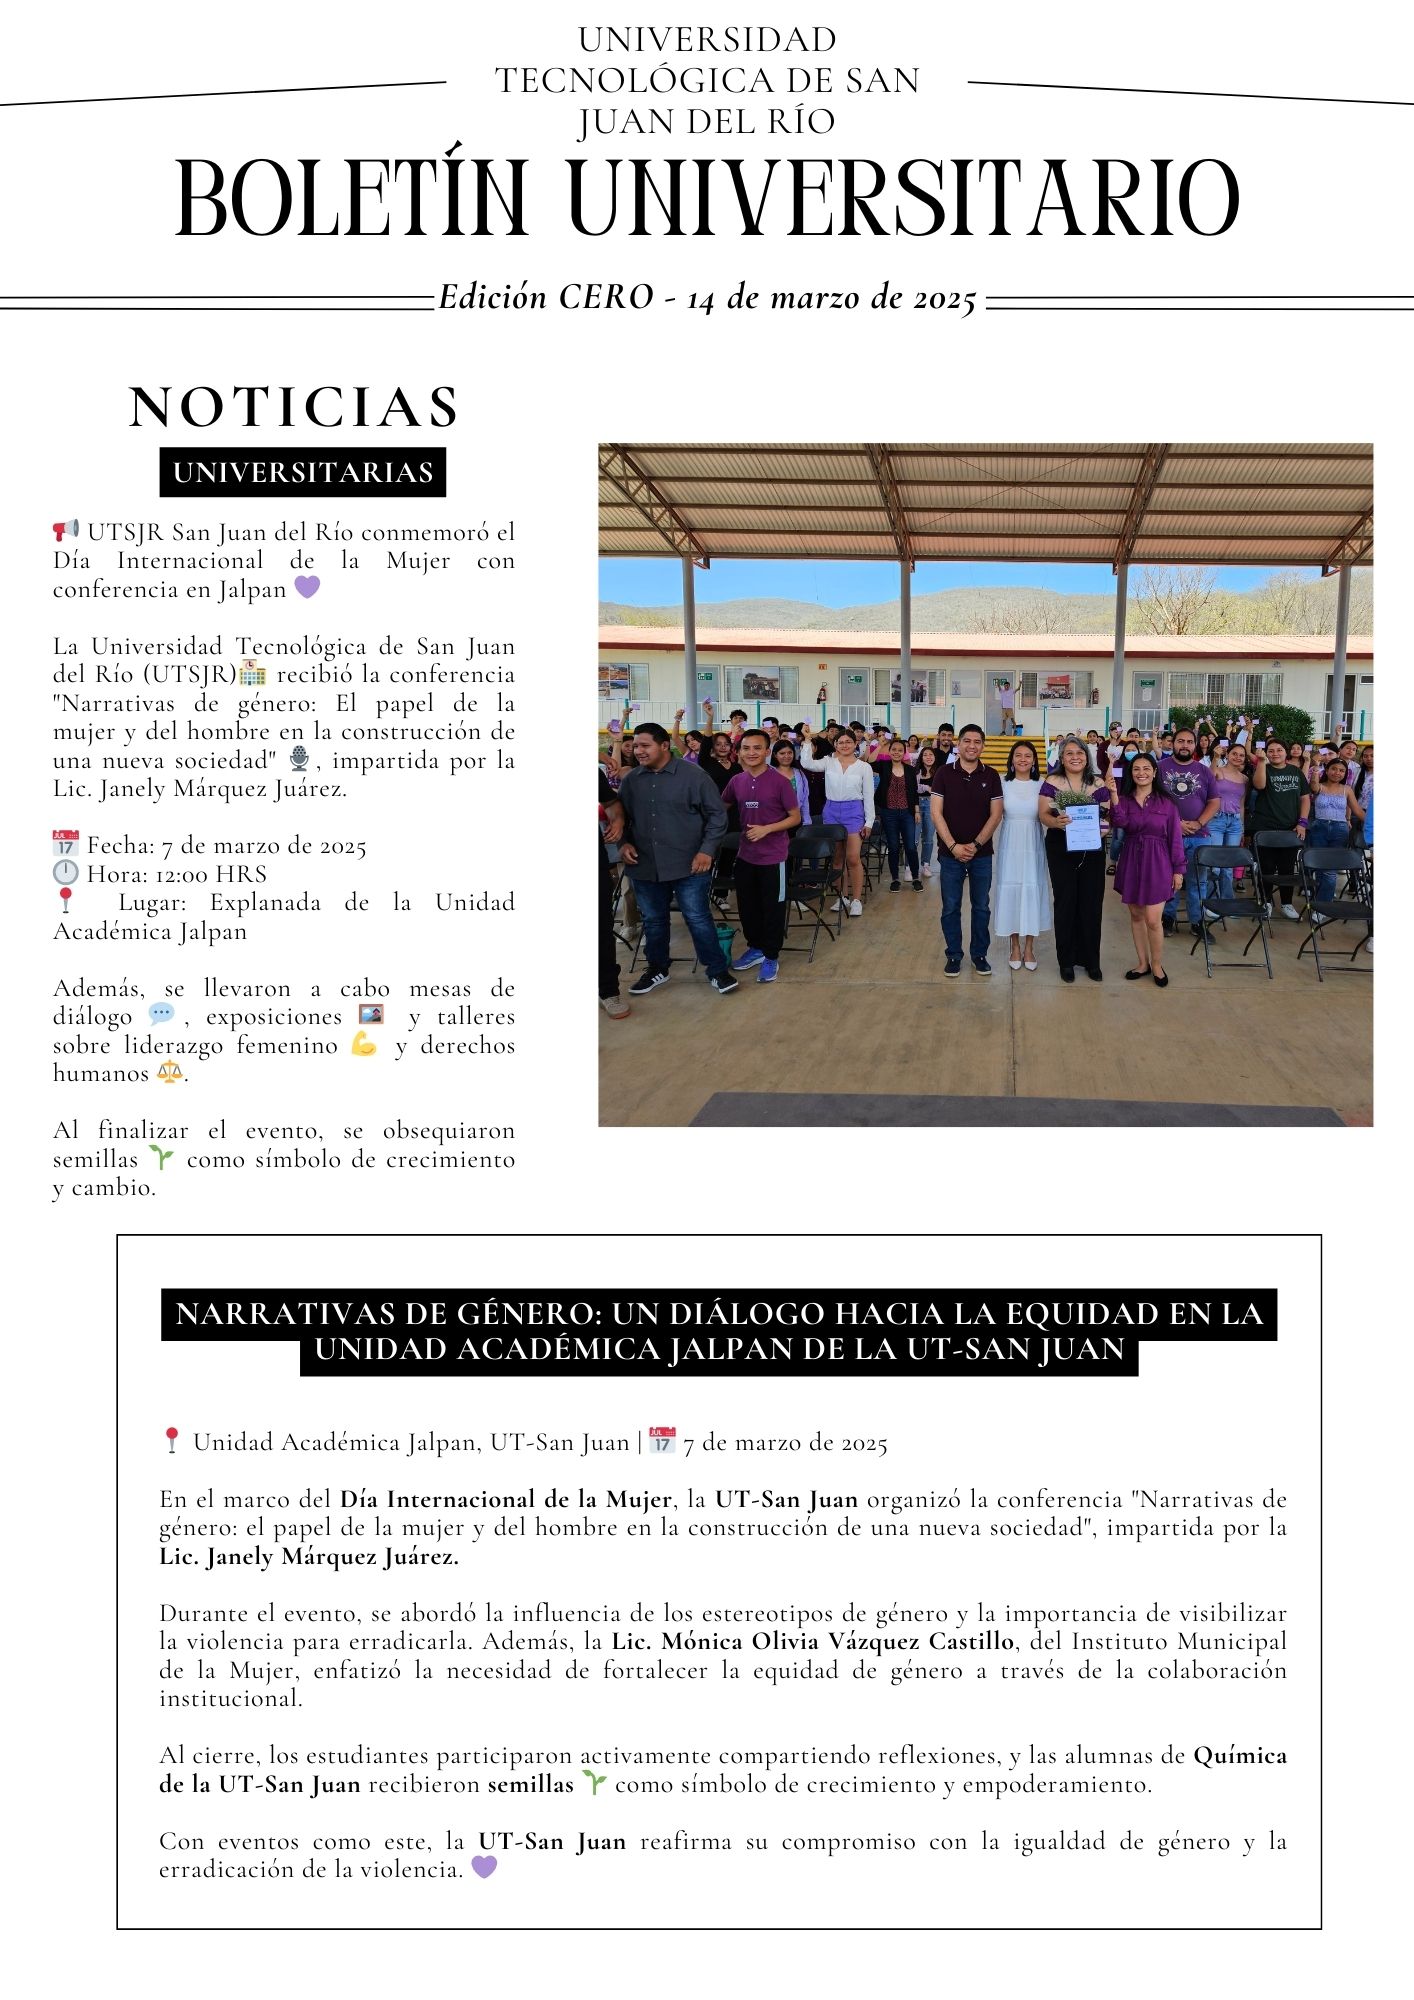 UNIVERSIDAD
TECNOLÓGICA DE SAN
JUAN DEL RÍO
BOLETÍN UNIVERSITARIO
Edición CERO - 14 de marzo de 2025
NOTICIAS
UNIVERSITARIAS
📢 UTSJR San Juan del Río conmemoró el
Día Internacional de la Mujer con
conferencia en Jalpan 💜
La Universidad Tecnológica de San Juan
del Río (UTSJR)🏫 recibió la conferencia
"Narrativas de género: El papel de la
mujer y del hombre en la construcción de
una nueva sociedad" 🎙, impartida por la
Lic. Janely Márquez Juárez.
📅 Fecha: 7 de marzo de 2025
🕛 Hora: 12:00 HRS
📍 Lugar: Explanada de la Unidad
Académica Jalpan
Además, se llevaron a cabo mesas de
diálogo 💬, exposiciones 🖼 y talleres
sobre liderazgo femenino 💪 y derechos
humanos ⚖.
Al finalizar el evento, se obsequiaron
semillas 🌱 como símbolo de crecimiento
y cambio.
NARRATIVAS DE GÉNERO: UN DIÁLOGO HACIA LA EQUIDAD EN LA
UNIDAD ACADÉMICA JALPAN DE LA UT-SAN JUAN
📍 Unidad Académica Jalpan, UT-San Juan | 📅 7 de marzo de 2025
En el marco del Día Internacional de la Mujer, la UT-San Juan organizó la conferencia "Narrativas de
género: el papel de la mujer y del hombre en la construcción de una nueva sociedad", impartida por la
Lic. Janely Márquez Juárez.
Durante el evento, se abordó la influencia de los estereotipos de género y la importancia de visibilizar
la violencia para erradicarla. Además, la Lic. Mónica Olivia Vázquez Castillo, del Instituto Municipal
de la Mujer, enfatizó la necesidad de fortalecer la equidad de género a través de la colaboración
institucional.
Al cierre, los estudiantes participaron activamente compartiendo reflexiones, y las alumnas de Química
de la UT-San Juan recibieron semillas 🌱 como símbolo de crecimiento y empoderamiento.
Con eventos como este, la UT-San Juan reafirma su compromiso con la igualdad de género y la
erradicación de la violencia. 💜